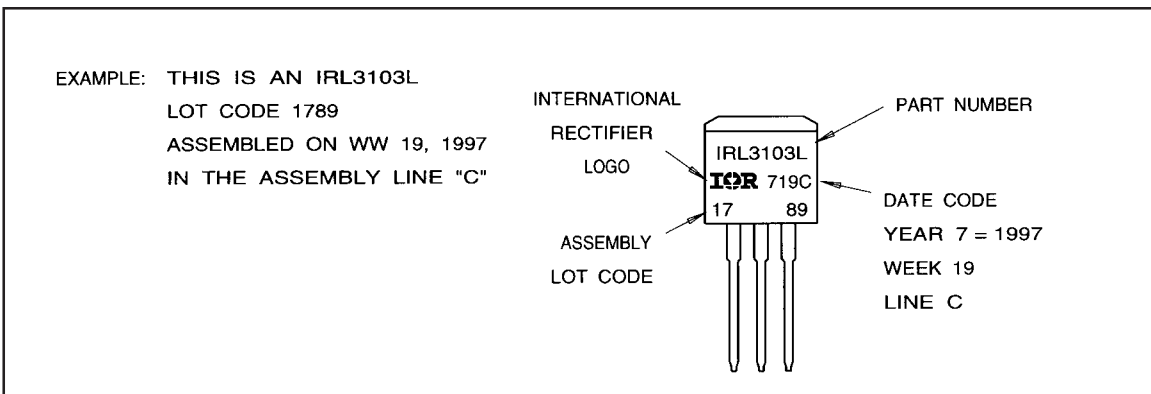 EXAMPLE: THIS IS AN IRL3103L
LOT CODE 1789
ASSEMBLED ON WW 19, 1997
IN THE ASSEMBLY LINE "C"
INTERNATIONAL
RECTIFIER
LOGO
ASSEMBLY
LOT CODE
IRL3103L
IOR 719C
17 89
PART NUMBER
DATE CODE
YEAR 7 = 1997
WEEK 19
LINE C